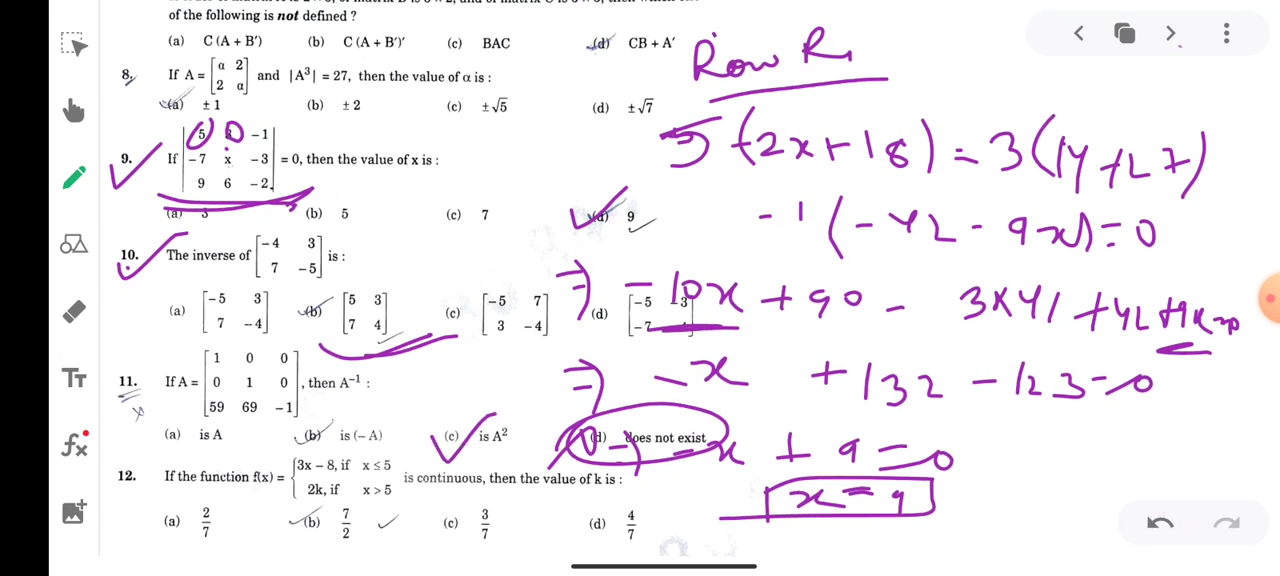 of the following is not defined ?
(a) C (A + B′) (b) C (A + B′)′ (c) BAC (d) CB + A′
8. If A = [α 2 2 α] and |A³| = 27, then the value of α is :
(a) ± 1 (b) ± 2 (c) ± √5 (d) ± √7
9. If |5 3 −1 −7 x −3 9 6 −2| = 0, then the value of x is :
(a) 3 (b) 5 (c) 7 (d) 9
10. The inverse of [−4 3 7 −5] is :
(a) [−5 3 7 −4] (b) [5 3 7 4] (c) [−5 7 3 −4] (d) [−5 −3 −7
11. If A = [1 0 0 0 1 0 59 69 −1], then A⁻¹ :
(a) is A (b) is (− A) (c) is A² (d) does not exist
12. If the function f(x) = {3x − 8, if x ≤ 5 2k, if x > 5 is continuous, then the value of k is :
(a) 2/7 (b) 7/2 (c) 3/7 (d) 4/7
Row R₁
5 (-2x+18) = 3(14+27)
-1 (-42 - 9x) = 0
⇒ -10x + 90 - 3×41 + 42 + 9x = 0
⇒ -x + 132 - 123 = 0
⇒ -x + 9 = 0
x = 9
Tт
fx